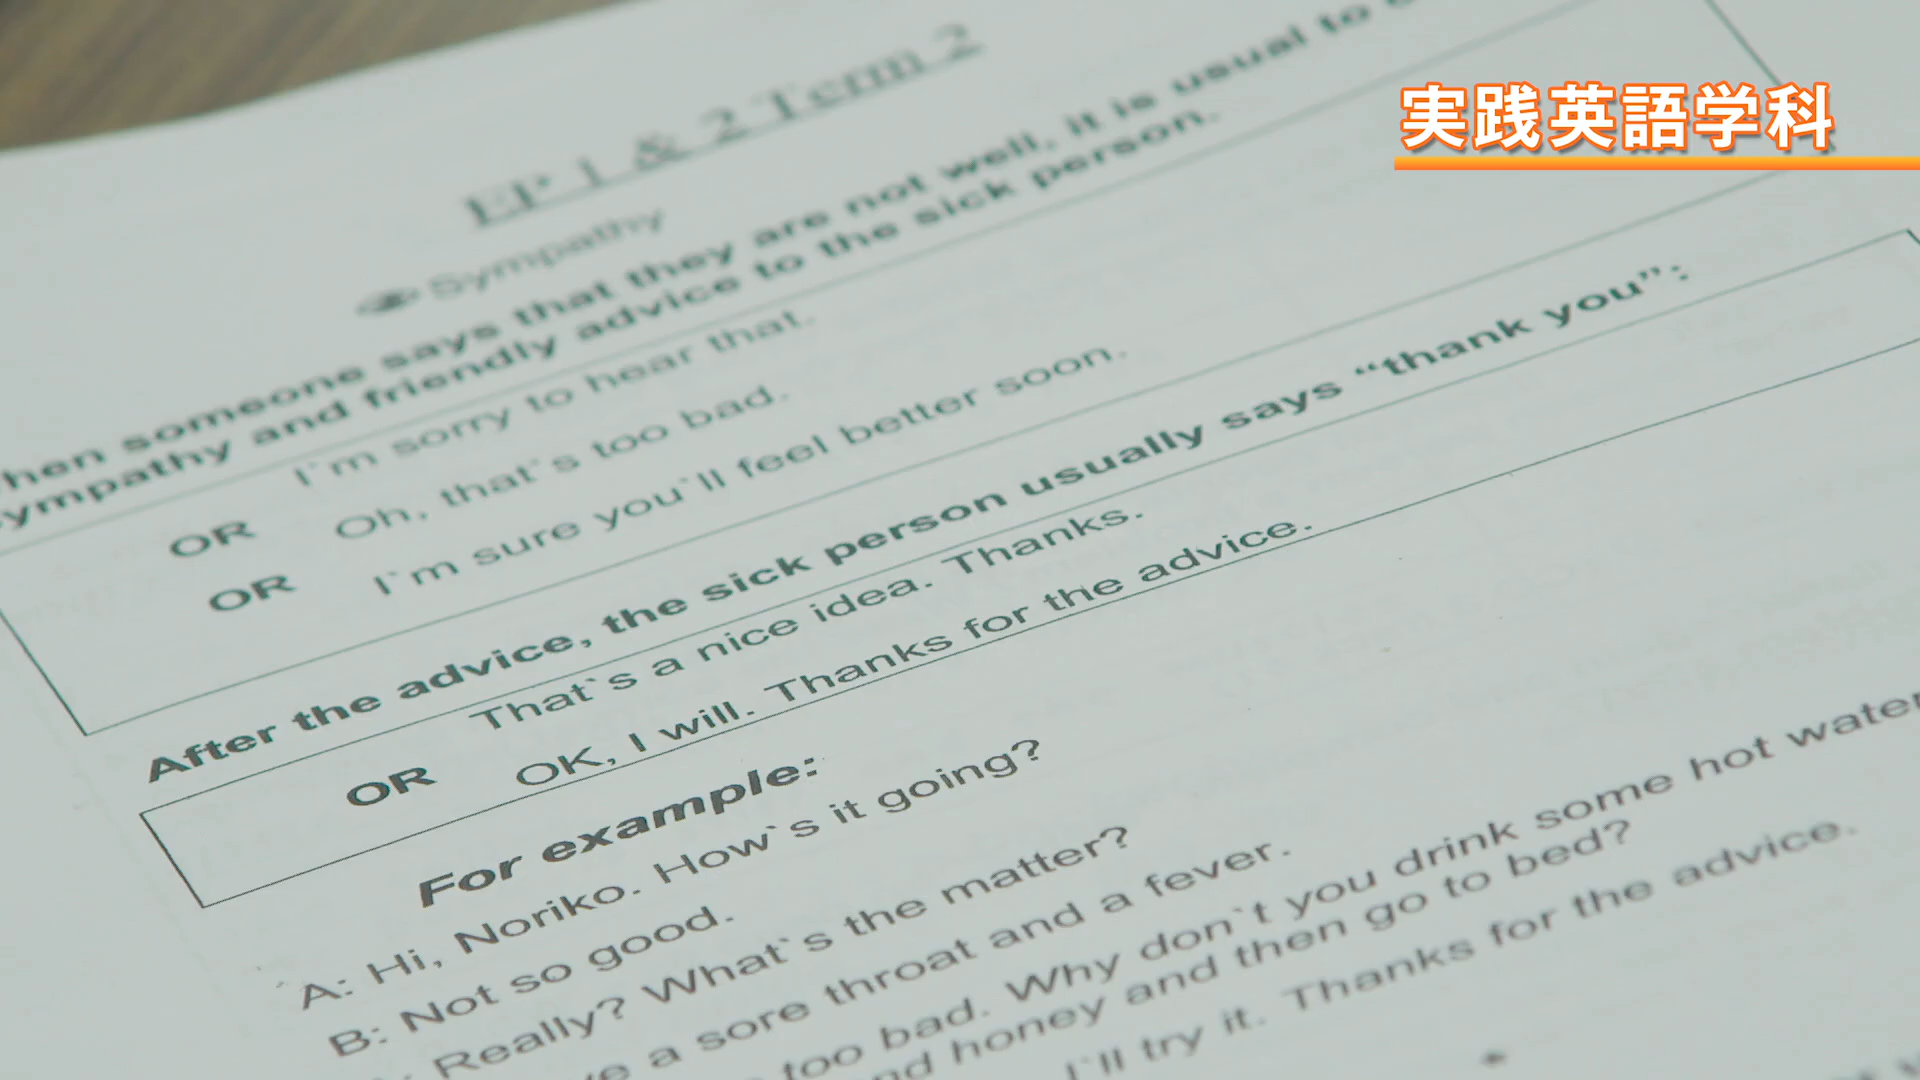 実践英語学科
EP 1 & 2 Term 2
Sympathy
hen someone says that they are not well, it is usual to
ympathy and friendly advice to the sick person.
I`m sorry to hear that.
OR Oh, that`s too bad.
OR I`m sure you`ll feel better soon.
After the advice, the sick person usually says “thank you”:
That`s a nice idea. Thanks.
OR OK, I will. Thanks for the advice.
For example:
A: Hi, Noriko. How`s it going?
B: Not so good.
Really? What`s the matter?
ve a sore throat and a fever.
too bad. Why don`t you drink some hot water
nd honey and then go to bed?
I`ll try it. Thanks for the advice.